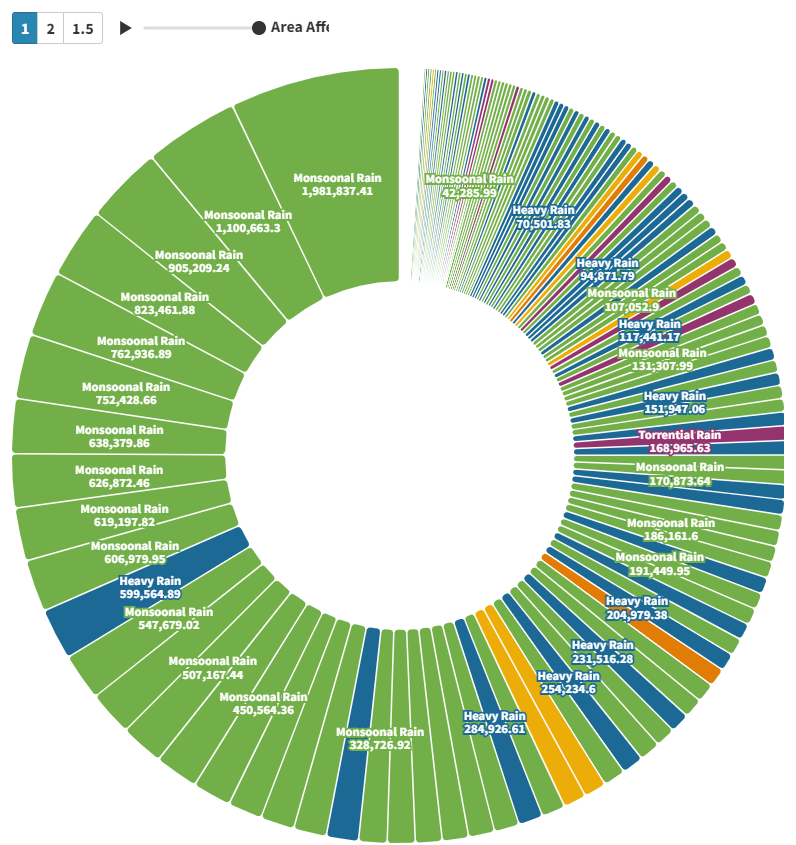 1 2 1.5 Area Affe
Monsoonal Rain
1,981,837.41
Monsoonal Rain
1,100,663.3
Monsoonal Rain
905,209.24
Monsoonal Rain
823,461.88
Monsoonal Rain
762,936.89
Monsoonal Rain
752,428.66
Monsoonal Rain
638,379.86
Monsoonal Rain
626,872.46
Monsoonal Rain
619,197.82
Monsoonal Rain
606,979.95
Heavy Rain
599,564.89
Monsoonal Rain
547,679.02
Monsoonal Rain
507,167.44
Monsoonal Rain
450,564.36
Monsoonal Rain
328,726.92
Heavy Rain
284,926.61
Heavy Rain
254,234.6
Heavy Rain
231,516.28
Heavy Rain
204,979.38
Monsoonal Rain
191,449.95
Monsoonal Rain
186,161.6
Monsoonal Rain
170,873.64
Torrential Rain
168,965.63
Heavy Rain
151,947.06
Monsoonal Rain
131,307.99
Heavy Rain
117,441.17
Monsoonal Rain
107,052.9
Heavy Rain
94,871.79
Heavy Rain
70,501.83
Monsoonal Rain
42,285.99